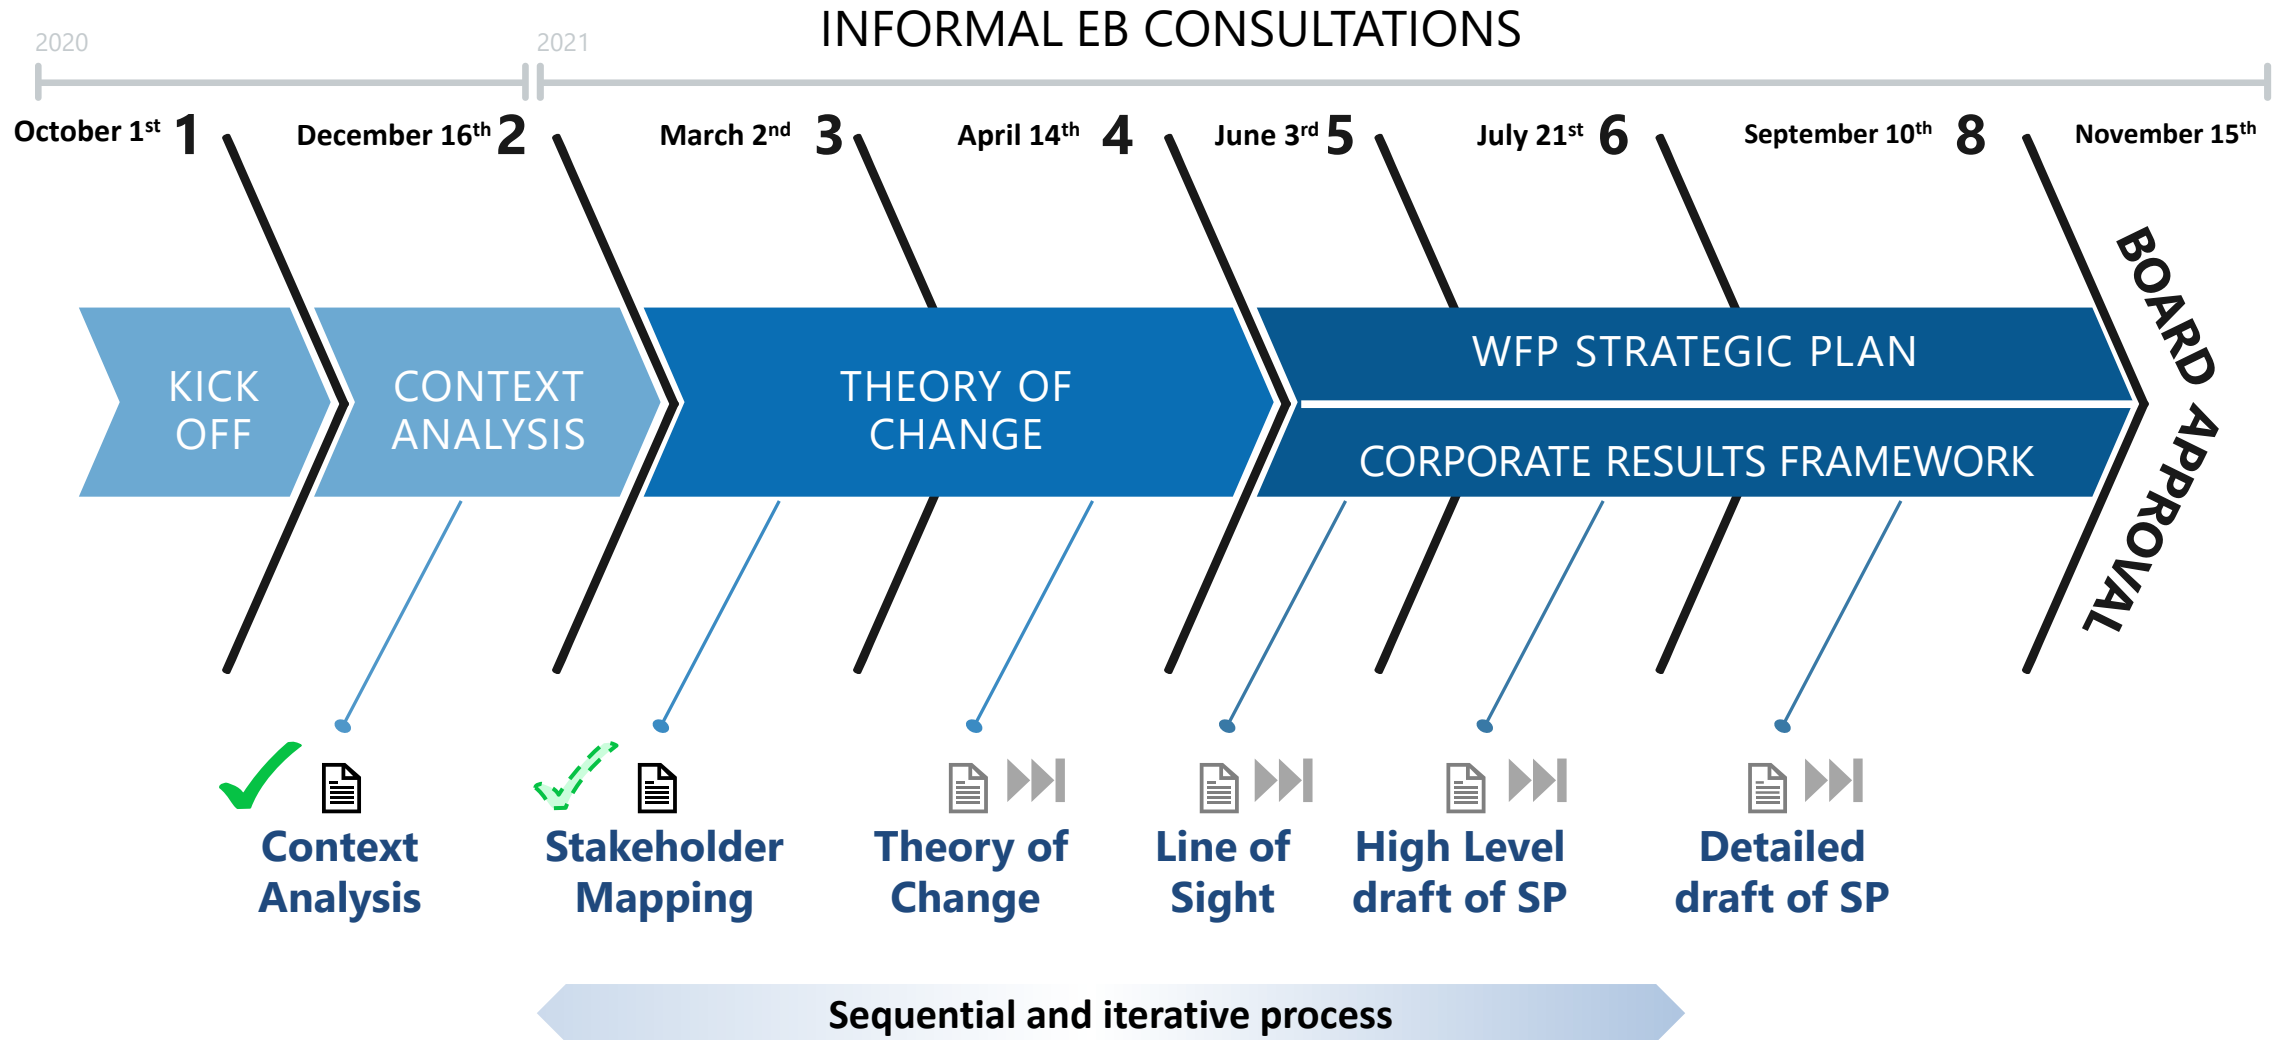 INFORMAL EB CONSULTATIONS
2020
2021
October 1st 1
December 16th 2
March 2nd 3
April 14th 4
June 3rd 5
July 21st 6
September 10th 8
November 15th
KICK
OFF
CONTEXT
ANALYSIS
THEORY OF
CHANGE
WFP STRATEGIC PLAN
CORPORATE RESULTS FRAMEWORK
BOARD APPROVAL
Context
Analysis
Stakeholder
Mapping
Theory of
Change
Line of
Sight
High Level
draft of SP
Detailed
draft of SP
Sequential and iterative process